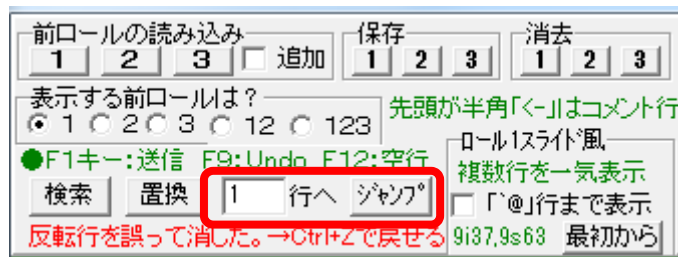 前ロールの読み込み 保存 消去
1 2 3 追加 1 2 3 1 2 3
表示する前ロールは？ 先頭が半角「<-」はコメント行
1 2 3 12 123 ロール1スライド風
●F1キー:送信 F9:Undo F12:空行 複数行を一気表示
検索 置換 1 行へ ジャンプ 「`@」行まで表示
反転行を誤って消した。→Ctrl+Zで戻せる 9i37,9s63 最初から